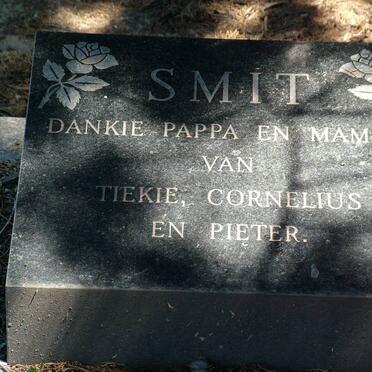 SMIT
DANKIE PAPPA EN MAM
VAN
TIEKIE, CORNELIUS
EN PIETER.